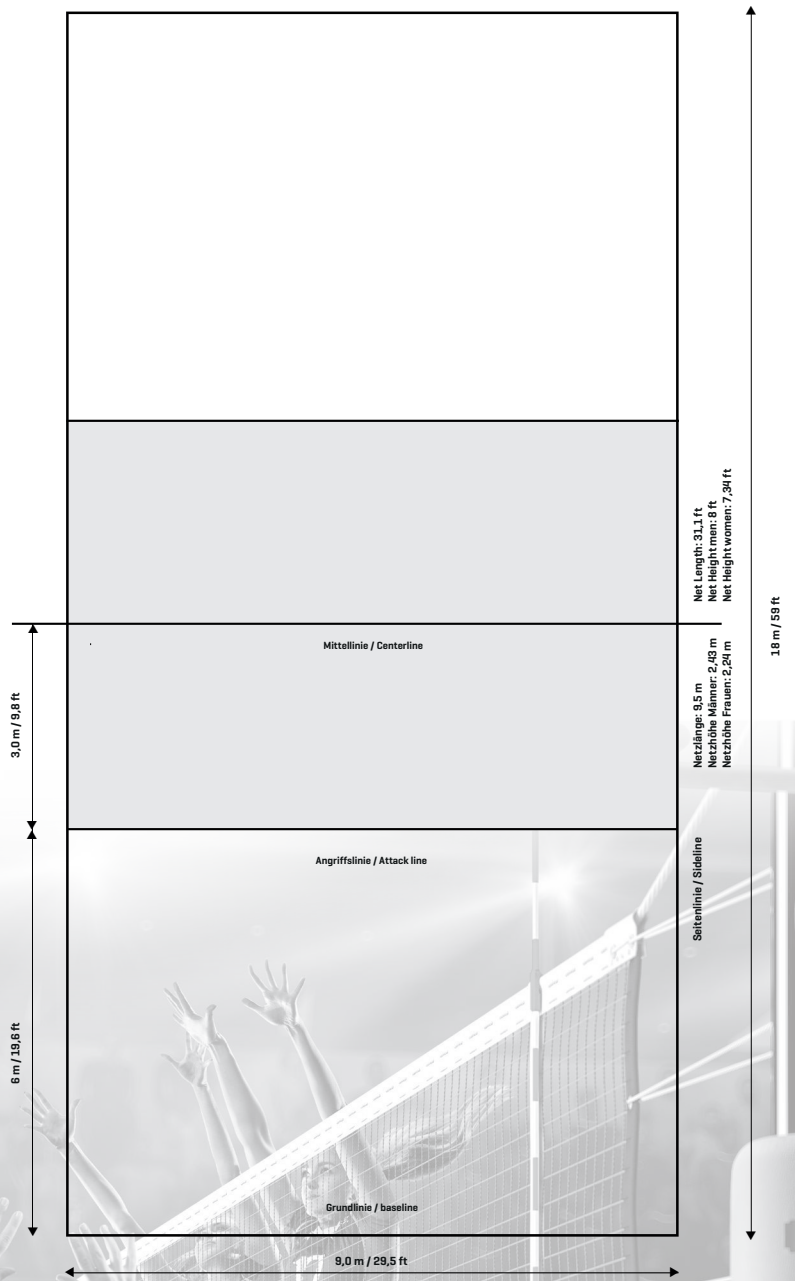 Net Length: 31,1 ft
Net Height men: 8 ft
Net Height women: 7,34 ft
18 m / 59 ft
Mittellinie / Centerline
3,0 m / 9,8 ft
Netzlänge: 9,5 m
Netzhöhe Männer: 2,43 m
Netzhöhe Frauen: 2,24 m
Angriffslinie / Attack line
Seitenlinie / Sideline
6 m / 19,6 ft
Grundlinie / baseline
9,0 m / 29,5 ft